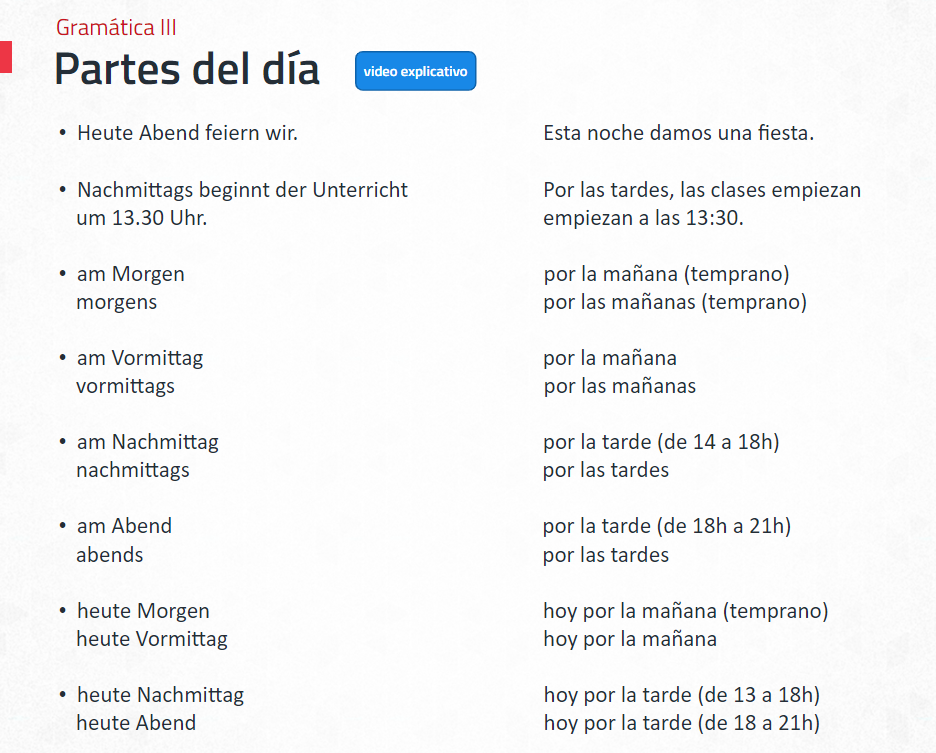 Gramática III
Partes del día
video explicativo
• Heute Abend feiern wir.
Esta noche damos una fiesta.
• Nachmittags beginnt der Unterricht
um 13.30 Uhr.
Por las tardes, las clases empiezan
empiezan a las 13:30.
• am Morgen
morgens
por la mañana (temprano)
por las mañanas (temprano)
• am Vormittag
vormittags
por la mañana
por las mañanas
• am Nachmittag
nachmittags
por la tarde (de 14 a 18h)
por las tardes
• am Abend
abends
por la tarde (de 18h a 21h)
por las tardes
• heute Morgen
heute Vormittag
hoy por la mañana (temprano)
hoy por la mañana
• heute Nachmittag
heute Abend
hoy por la tarde (de 13 a 18h)
hoy por la tarde (de 18 a 21h)